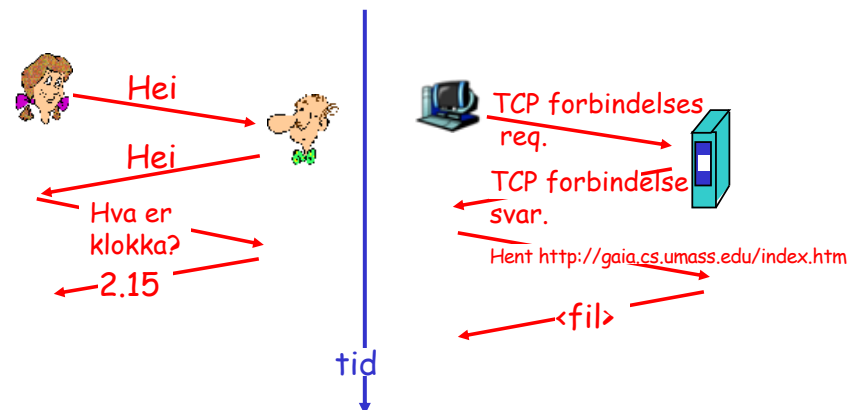 Hei
Hei
Hva er
klokka?
2.15
tid
TCP forbindelses
req.
TCP forbindelse
svar.
Hent http://gaia.cs.umass.edu/index.htm
<fil>